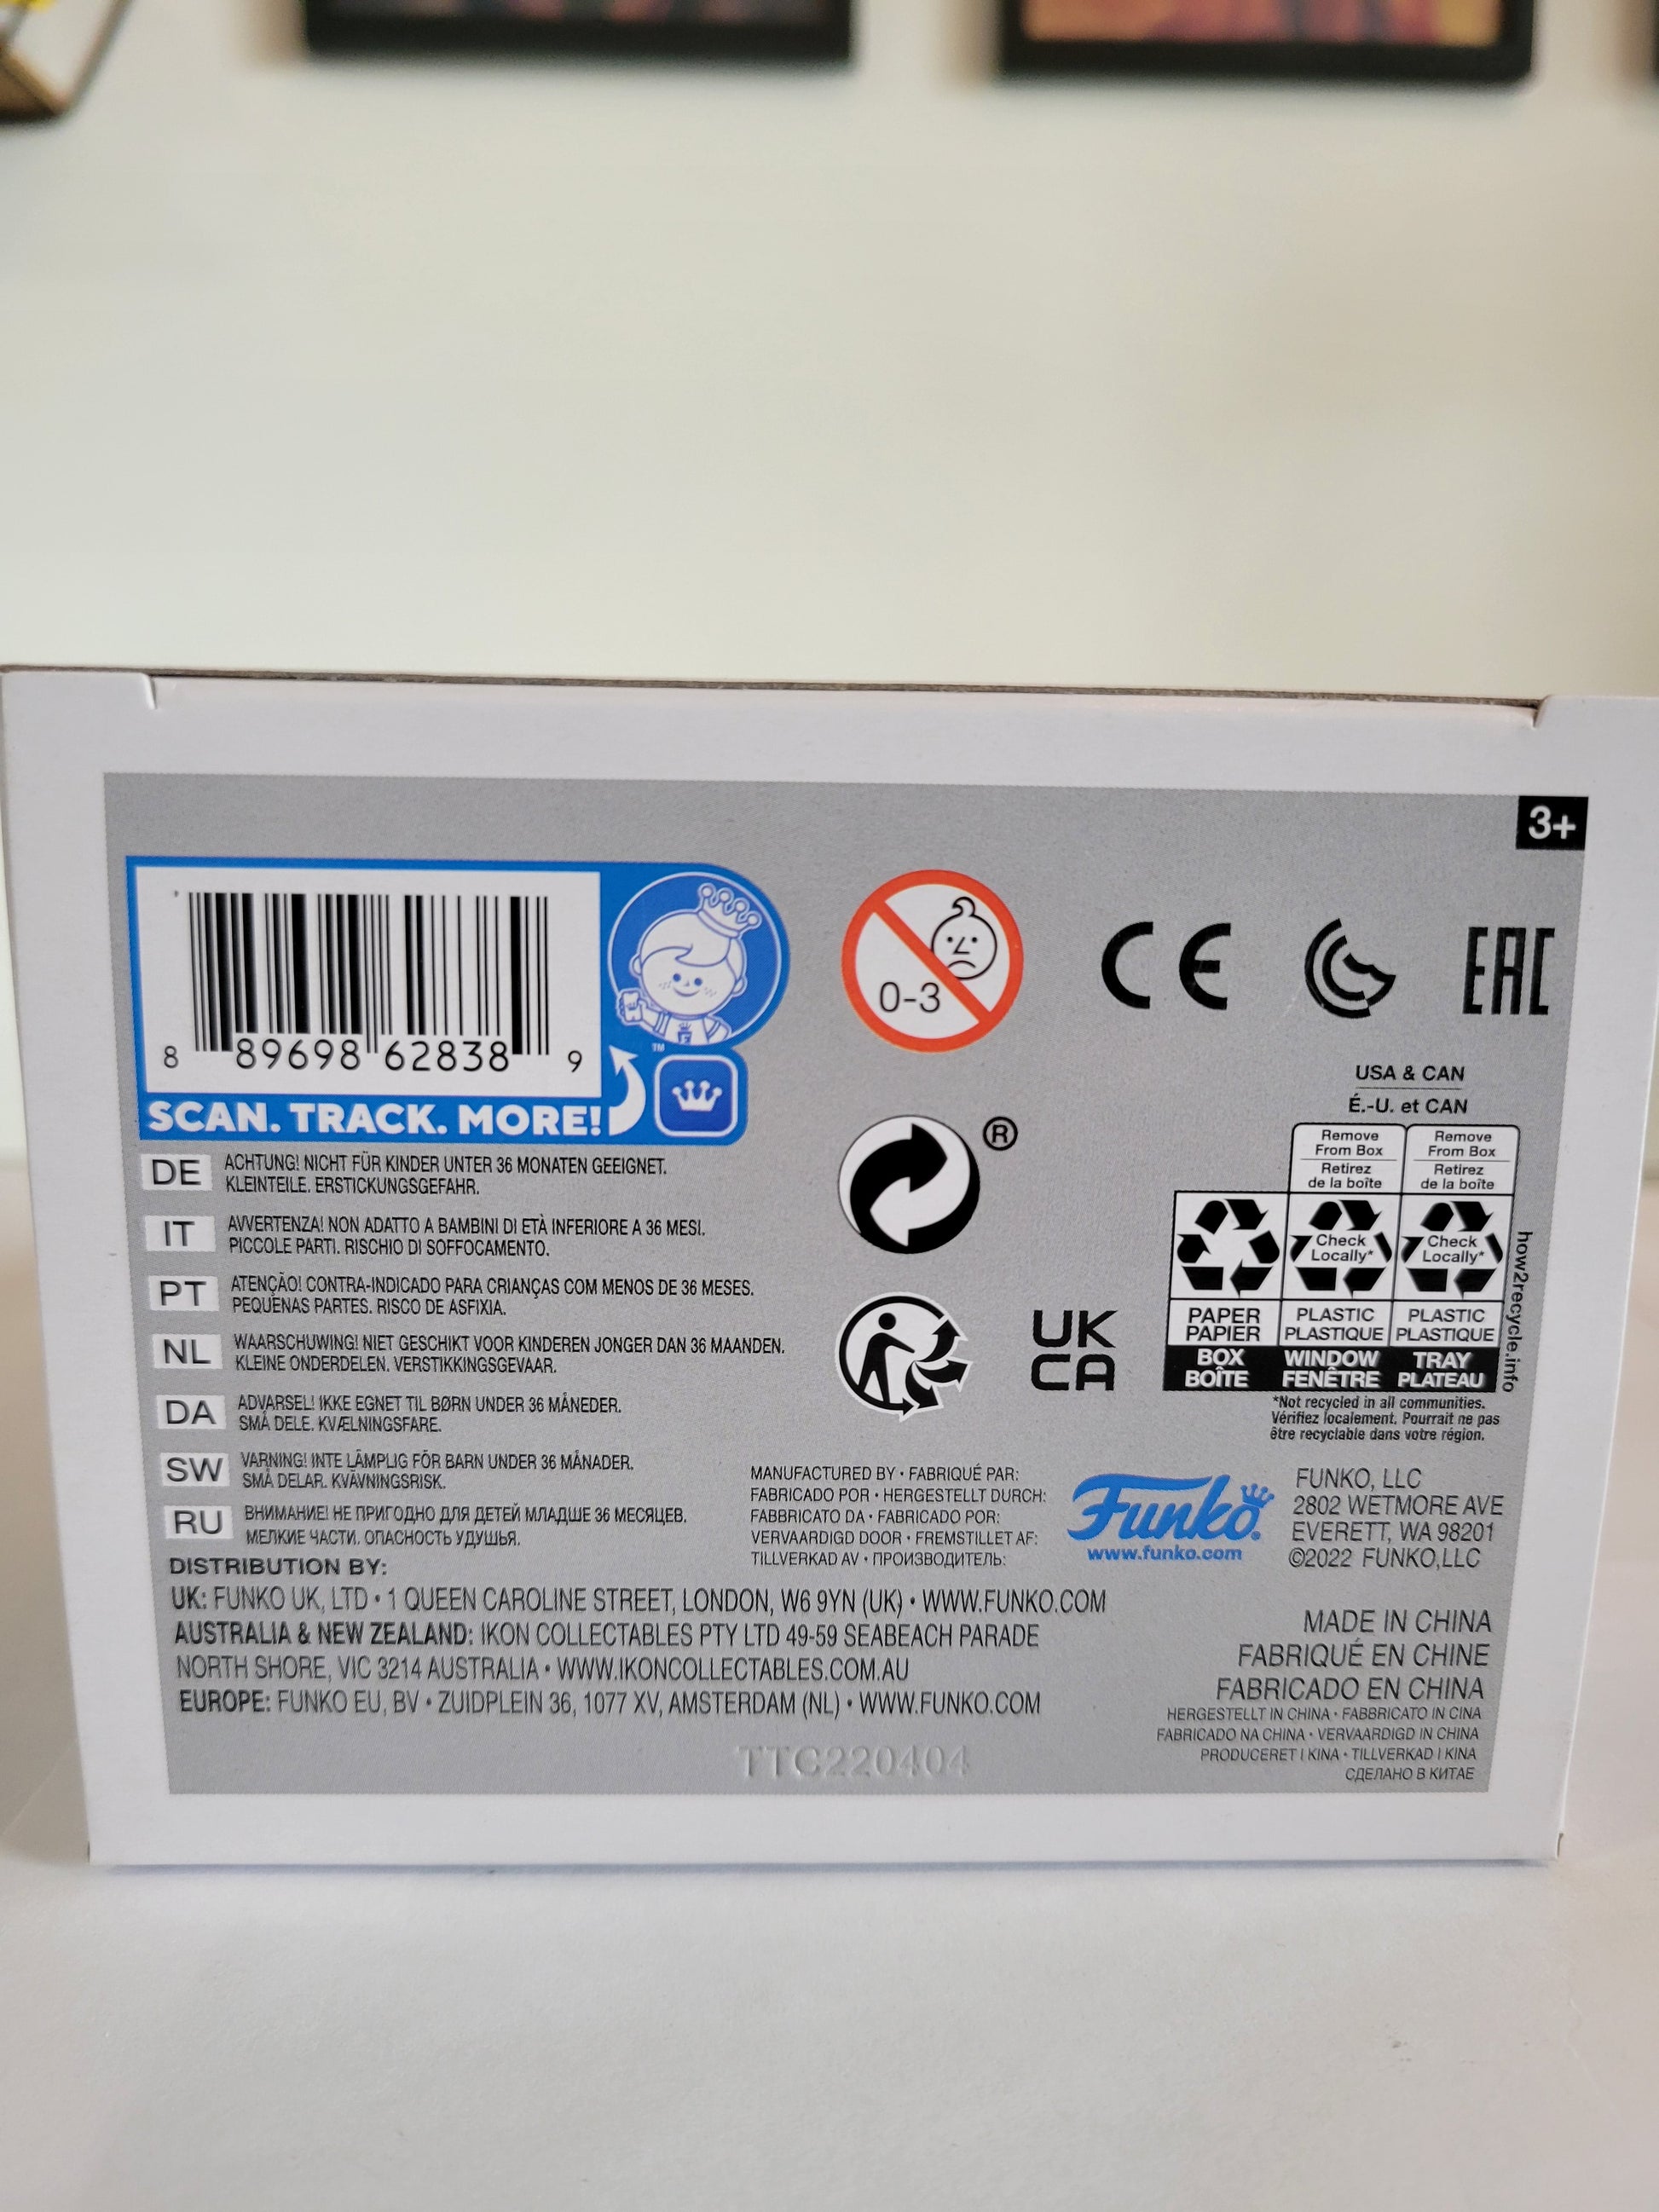 3+
8 89698 62838 9
™
SCAN. TRACK. MORE!
0-3
CE
EAC
®
UK
CA
USA & CAN
É.-U. et CAN
Remove
From Box
Retirez
de la boîte
Remove
From Box
Retirez
de la boîte
Check
Locally*
Check
Locally*
PAPER
PAPIER
PLASTIC
PLASTIQUE
PLASTIC
PLASTIQUE
BOX
BOÎTE
WINDOW
FENÊTRE
TRAY
PLATEAU
how2recycle.info
*Not recycled in all communities.
Vérifiez localement. Pourrait ne pas
être recyclable dans votre région.
DE ACHTUNG! NICHT FÜR KINDER UNTER 36 MONATEN GEEIGNET.
KLEINTEILE. ERSTICKUNGSGEFAHR.
IT AVVERTENZA! NON ADATTO A BAMBINI DI ETÀ INFERIORE A 36 MESI.
PICCOLE PARTI. RISCHIO DI SOFFOCAMENTO.
PT ATENÇÃO! CONTRA-INDICADO PARA CRIANÇAS COM MENOS DE 36 MESES.
PEQUENAS PARTES. RISCO DE ASFIXIA.
NL WAARSCHUWING! NIET GESCHIKT VOOR KINDEREN JONGER DAN 36 MAANDEN.
KLEINE ONDERDELEN. VERSTIKKINGSGEVAAR.
DA ADVARSEL! IKKE EGNET TIL BØRN UNDER 36 MÅNEDER.
SMÅ DELE. KVÆLNINGSFARE.
SW VARNING! INTE LÄMPLIG FÖR BARN UNDER 36 MÅNADER.
SMÅ DELAR. KVÄVNINGSRISK.
RU ВНИМАНИЕ! НЕ ПРИГОДНО ДЛЯ ДЕТЕЙ МЛАДШЕ 36 МЕСЯЦЕВ.
МЕЛКИЕ ЧАСТИ. ОПАСНОСТЬ УДУШЬЯ.
MANUFACTURED BY • FABRIQUÉ PAR:
FABRICADO POR • HERGESTELLT DURCH:
FABBRICATO DA • FABRICADO POR:
VERVAARDIGD DOOR • FREMSTILLET AF:
TILLVERKAD AV • ПРОИЗВОДИТЕЛЬ:
Funko®
www.funko.com
FUNKO, LLC
2802 WETMORE AVE
EVERETT, WA 98201
©2022 FUNKO,LLC
DISTRIBUTION BY:
UK: FUNKO UK, LTD • 1 QUEEN CAROLINE STREET, LONDON, W6 9YN (UK) • WWW.FUNKO.COM
AUSTRALIA & NEW ZEALAND: IKON COLLECTABLES PTY LTD 49-59 SEABEACH PARADE
NORTH SHORE, VIC 3214 AUSTRALIA • WWW.IKONCOLLECTABLES.COM.AU
EUROPE: FUNKO EU, BV • ZUIDPLEIN 36, 1077 XV, AMSTERDAM (NL) • WWW.FUNKO.COM
MADE IN CHINA
FABRIQUÉ EN CHINE
FABRICADO EN CHINA
HERGESTELLT IN CHINA • FABBRICATO IN CINA
FABRICADO NA CHINA • VERVAARDIGD IN CHINA
PRODUCERET I KINA • TILLVERKAD I KINA
СДЕЛАНО В КИТАЕ
TTC220404